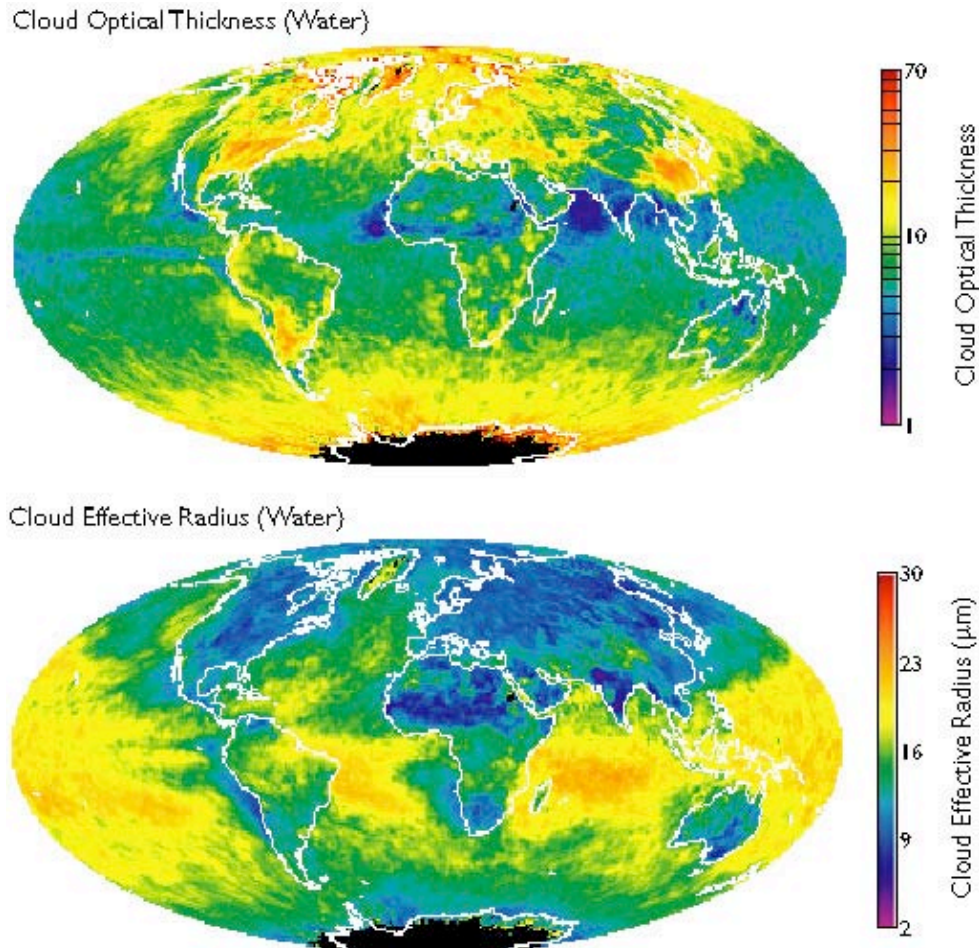 Cloud Optical Thickness (Water)
70
10
1
Cloud Optical Thickness
Cloud Effective Radius (Water)
30
23
16
9
2
Cloud Effective Radius (μm)